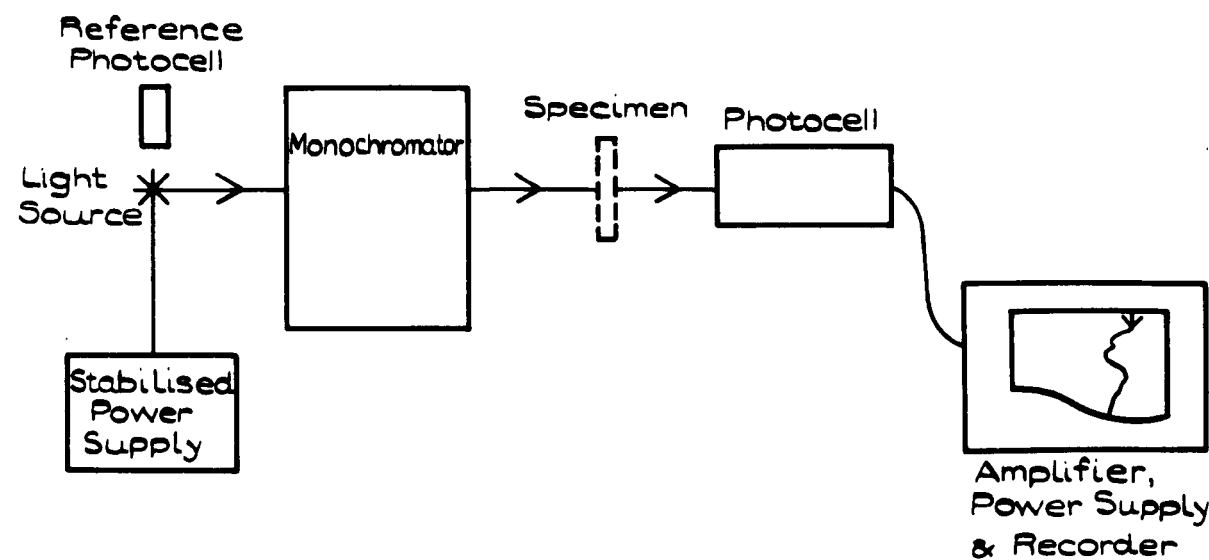 Reference
Photocell
Light
Source
Monochromator
Specimen
Photocell
Stabilised
Power
Supply
Amplifier,
Power Supply
& Recorder